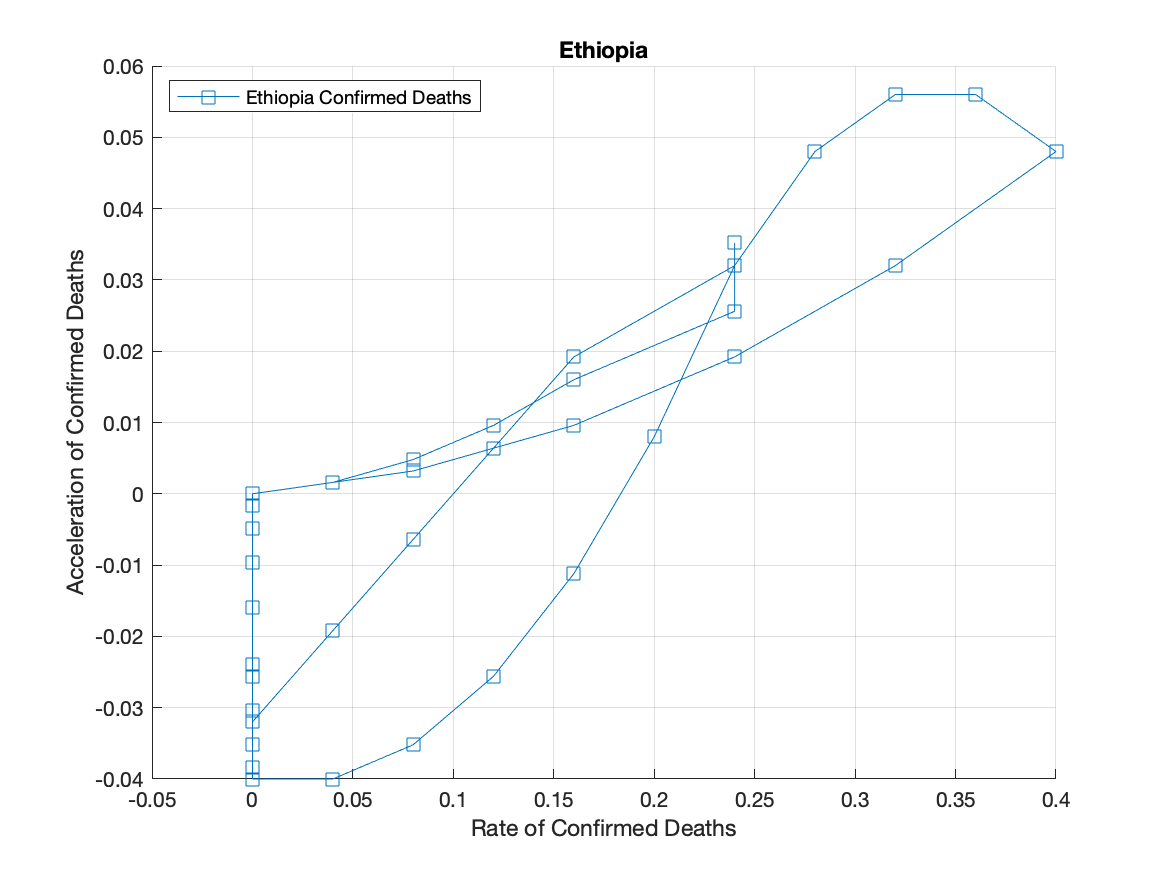 Ethiopia
Ethiopia Confirmed Deaths
0.06
0.05
0.04
0.03
0.02
0.01
0
-0.01
-0.02
-0.03
-0.04
Acceleration of Confirmed Deaths
-0.05 0 0.05 0.1 0.15 0.2 0.25 0.3 0.35 0.4
Rate of Confirmed Deaths